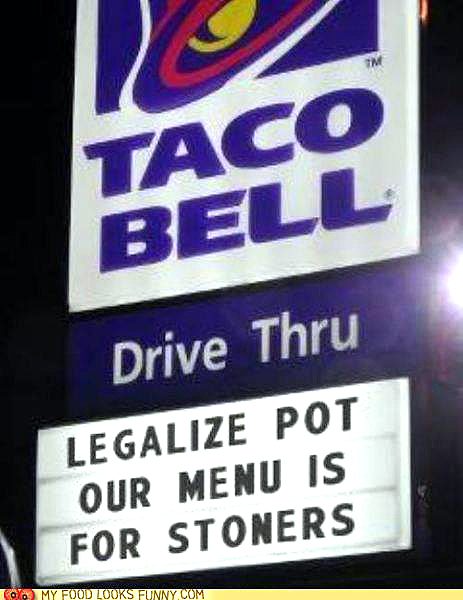 TM
TACO
BELL®
Drive Thru
LEGALIZE POT
OUR MENU IS
FOR STONERS
MY FOOD LOOKS FUNNY.COM